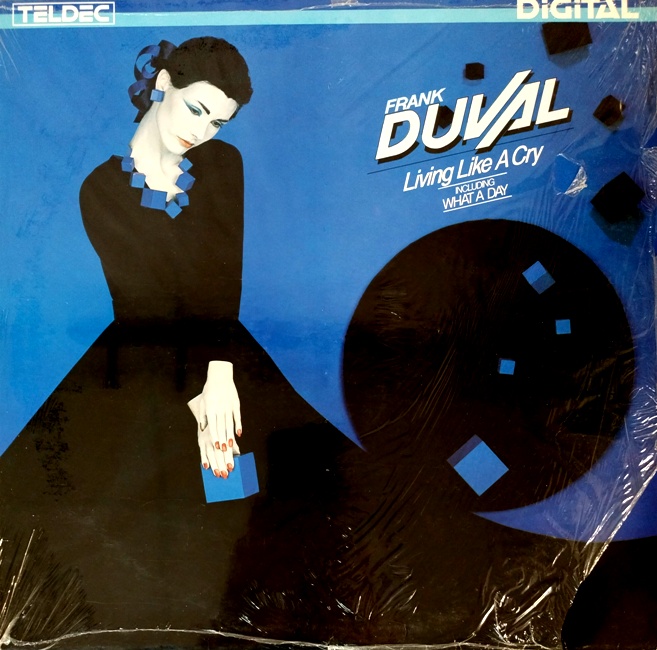 TELDEC
DIGITAL
FRANK
DUVAL
Living Like A Cry
INCLUDING
WHAT A DAY